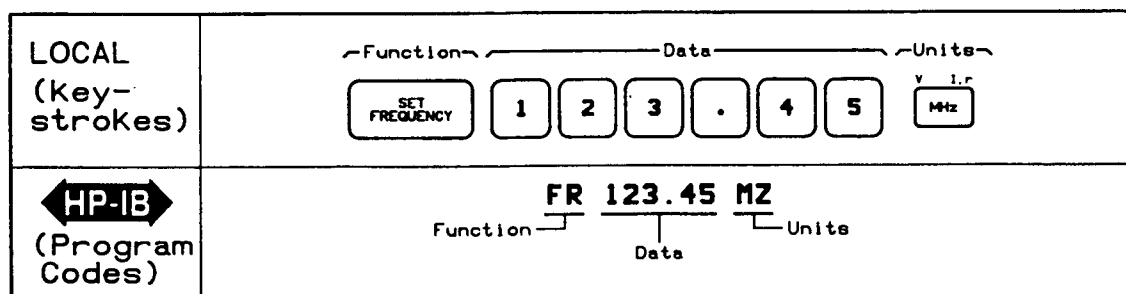 LOCAL
(Key-
strokes)
Function Data Units
SET
FREQUENCY
1 2 3 . 4 5
V I,r
MHz
HP-IB
(Program
Codes)
FR 123.45 MZ
Function Units
Data